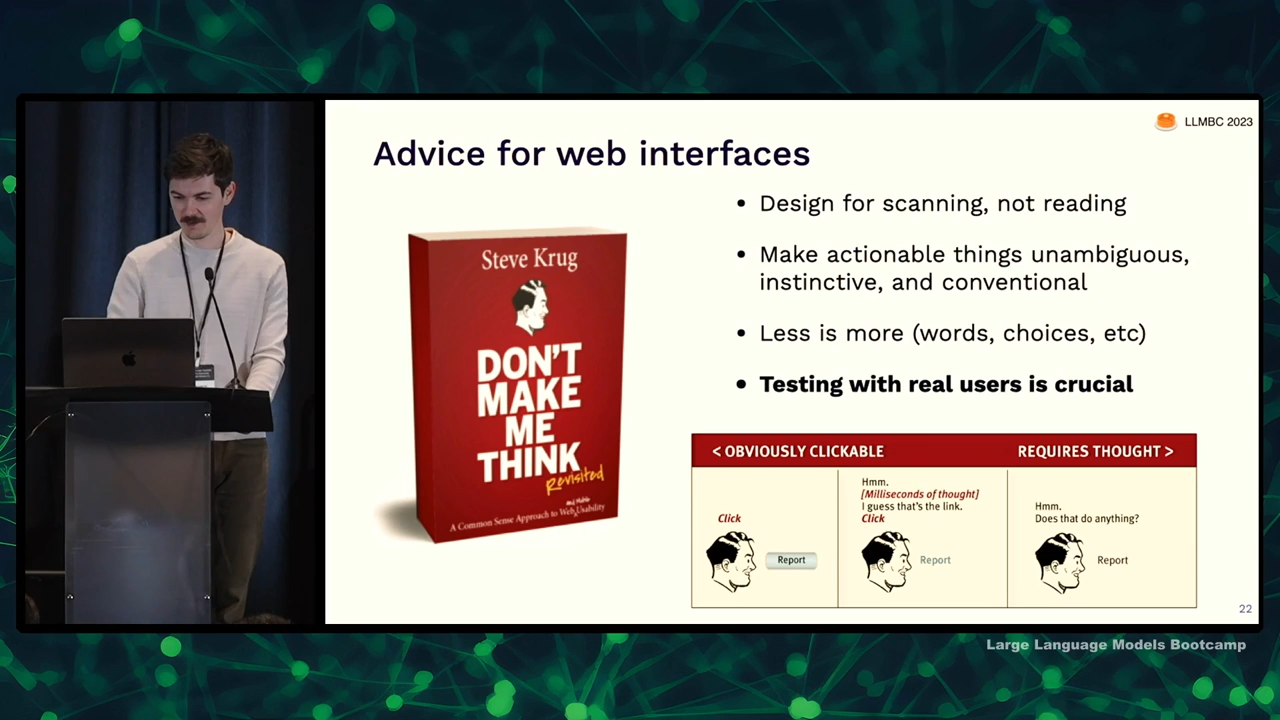 LLMBC 2023
Advice for web interfaces
• Design for scanning, not reading
• Make actionable things unambiguous,
instinctive, and conventional
• Less is more (words, choices, etc)
• Testing with real users is crucial
Steve Krug
DON'T
MAKE
ME
THINK
Revisited
and Mobile
A Common Sense Approach to Web Usability
< OBVIOUSLY CLICKABLE
REQUIRES THOUGHT >
Click
Report
Hmm.
[Milliseconds of thought]
I guess that's the link.
Click
Report
Hmm.
Does that do anything?
Report
22
Large Language Models Bootcamp